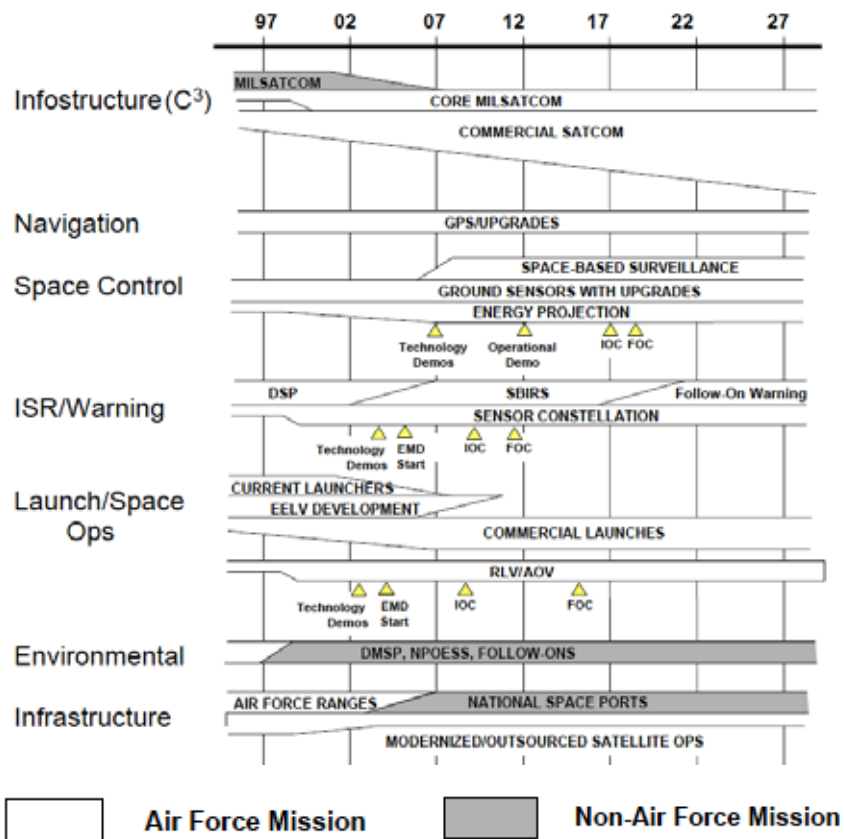 97 02 07 12 17 22 27
MILSATCOM
Infostructure (C³)
CORE MILSATCOM
COMMERCIAL SATCOM
Navigation
GPS/UPGRADES
SPACE-BASED SURVEILLANCE
Space Control
GROUND SENSORS WITH UPGRADES
ENERGY PROJECTION
Technology Operational IOC FOC
Demos Demo
DSP SBIRS Follow-On Warning
ISR/Warning
SENSOR CONSTELLATION
Technology EMD IOC FOC
Demos Start
CURRENT LAUNCHERS
Launch/Space
EELV DEVELOPMENT
Ops
COMMERCIAL LAUNCHES
RLV/AOV
Technology EMD IOC FOC
Demos Start
Environmental
DMSP, NPOESS, FOLLOW-ONS
AIR FORCE RANGES NATIONAL SPACE PORTS
Infrastructure
MODERNIZED/OUTSOURCED SATELLITE OPS
Air Force Mission Non-Air Force Mission